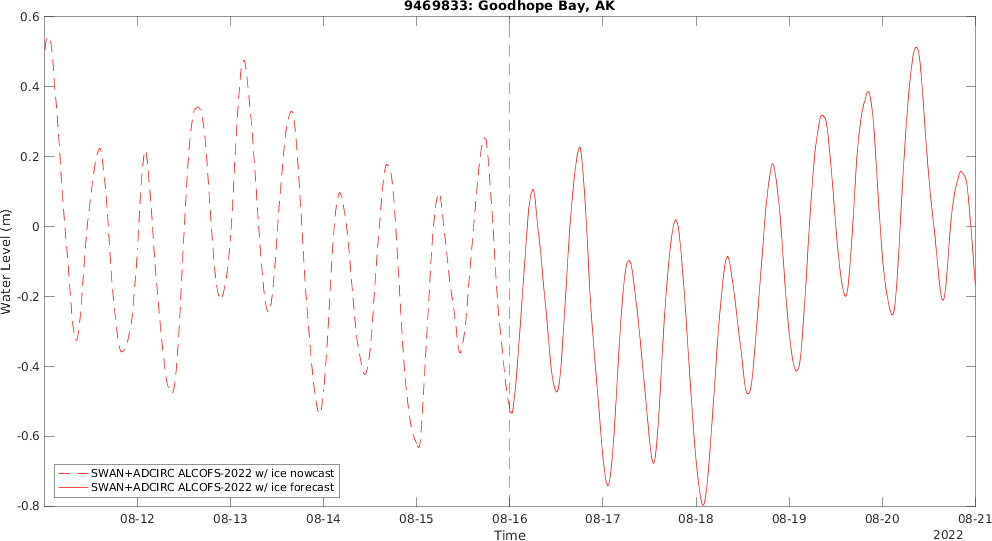 9469833: Goodhope Bay, AK
0.6
0.4
0.2
0
-0.2
-0.4
-0.6
-0.8
Water Level (m)
SWAN+ADCIRC ALCOFS-2022 w/ ice nowcast
SWAN+ADCIRC ALCOFS-2022 w/ ice forecast
08-12 08-13 08-14 08-15 08-16 08-17 08-18 08-19 08-20 08-21
Time
2022